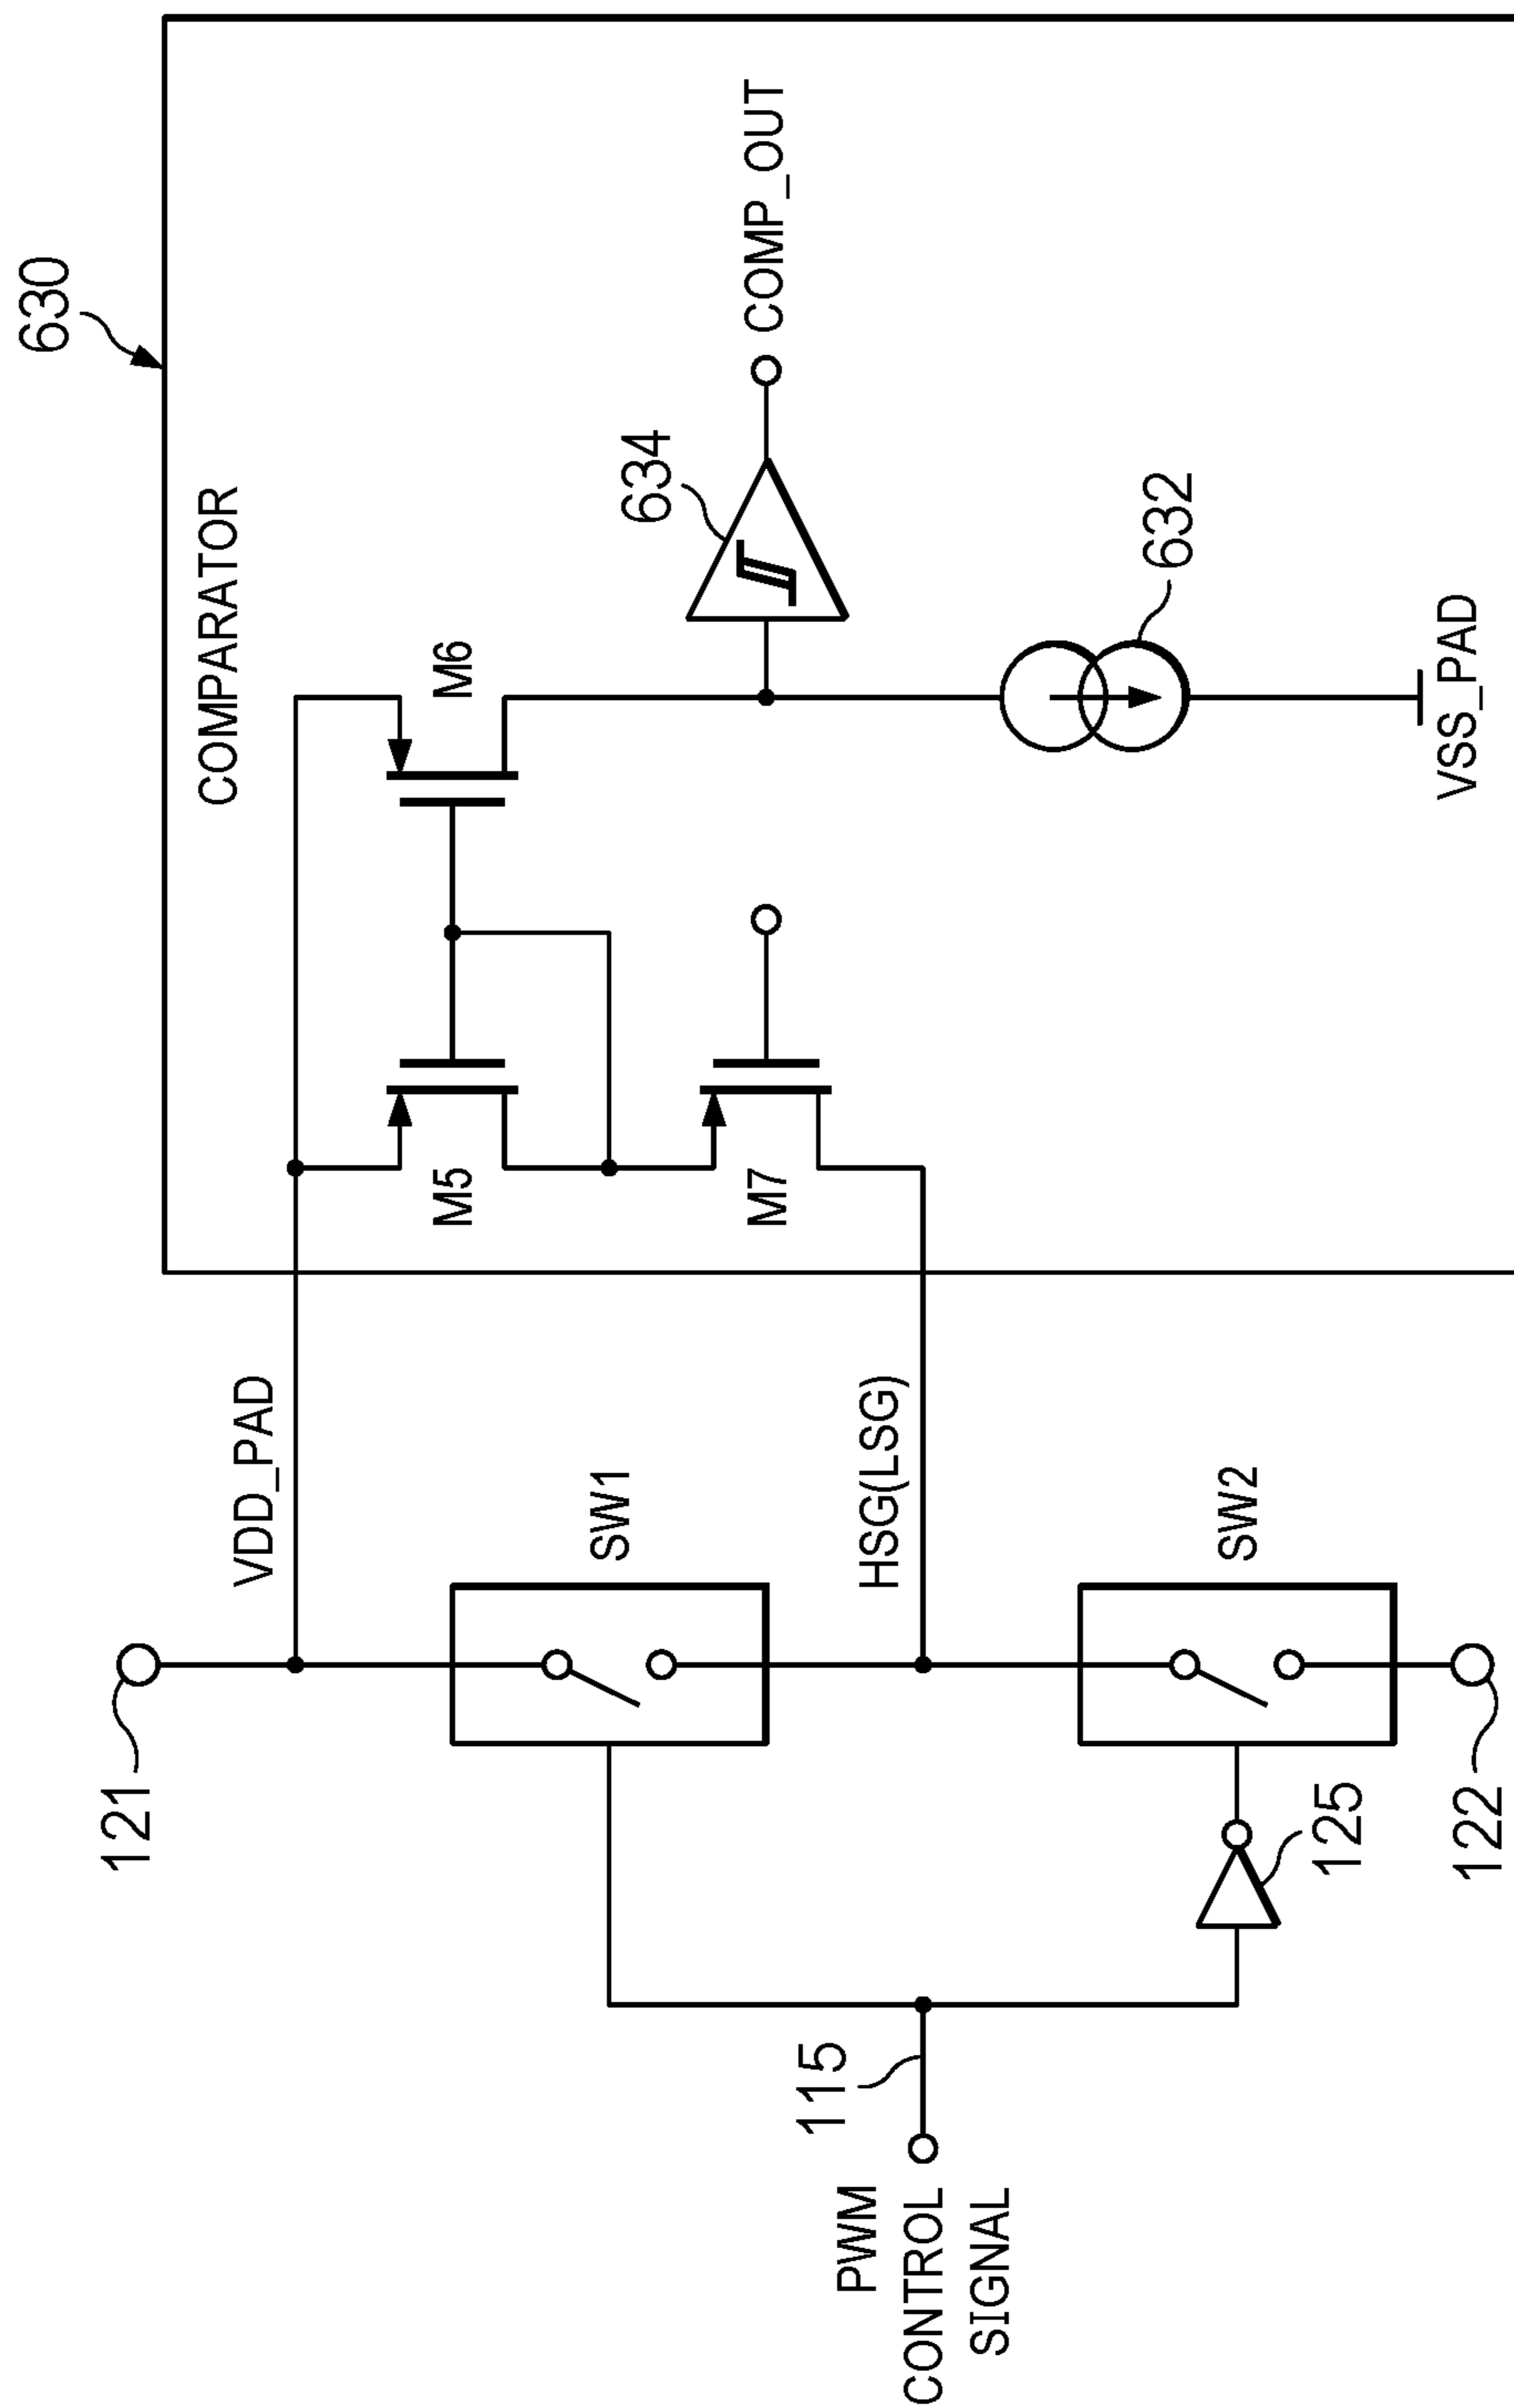 630
COMPARATOR
121
VDD_PAD
M5
M6
SW1
634
COMP_OUT
M7
HSG(LSG)
115
PWM
CONTROL
SIGNAL
SW2
632
125
122
VSS_PAD